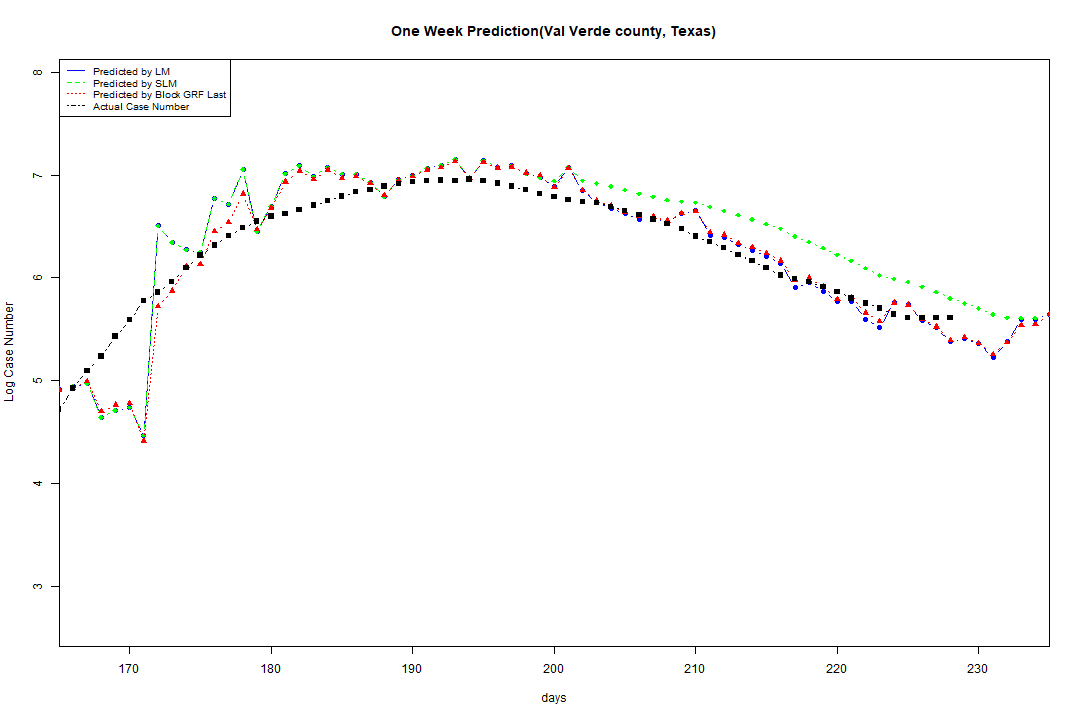 One Week Prediction(Val Verde county, Texas)
Predicted by LM
Predicted by SLM
Predicted by Block GRF Last
Actual Case Number
8
7
6
5
4
3
Log Case Number
170 180 190 200 210 220 230
days